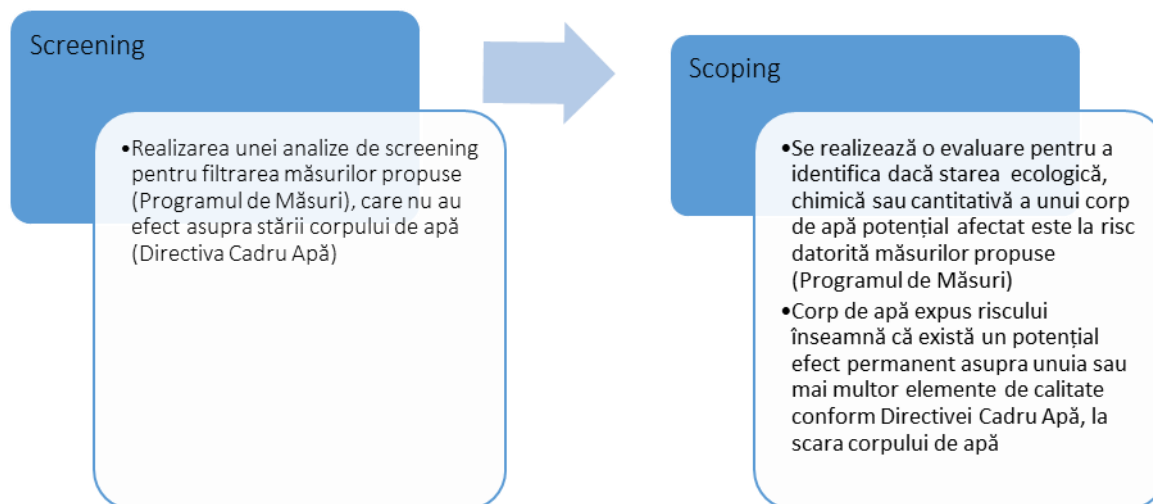 Screening
•Realizarea unei analize de screening
pentru filtrarea măsurilor propuse
(Programul de Măsuri), care nu au
efect asupra stării corpului de apă
(Directiva Cadru Apă)
Scoping
•Se realizează o evaluare pentru a
identifica dacă starea ecologică,
chimică sau cantitativă a unui corp
de apă potențial afectat este la risc
datorită măsurilor propuse
(Programul de Măsuri)
•Corp de apă expus riscului
înseamnă că există un potențial
efect permanent asupra unuia sau
mai multor elemente de calitate
conform Directivei Cadru Apă, la
scara corpului de apă